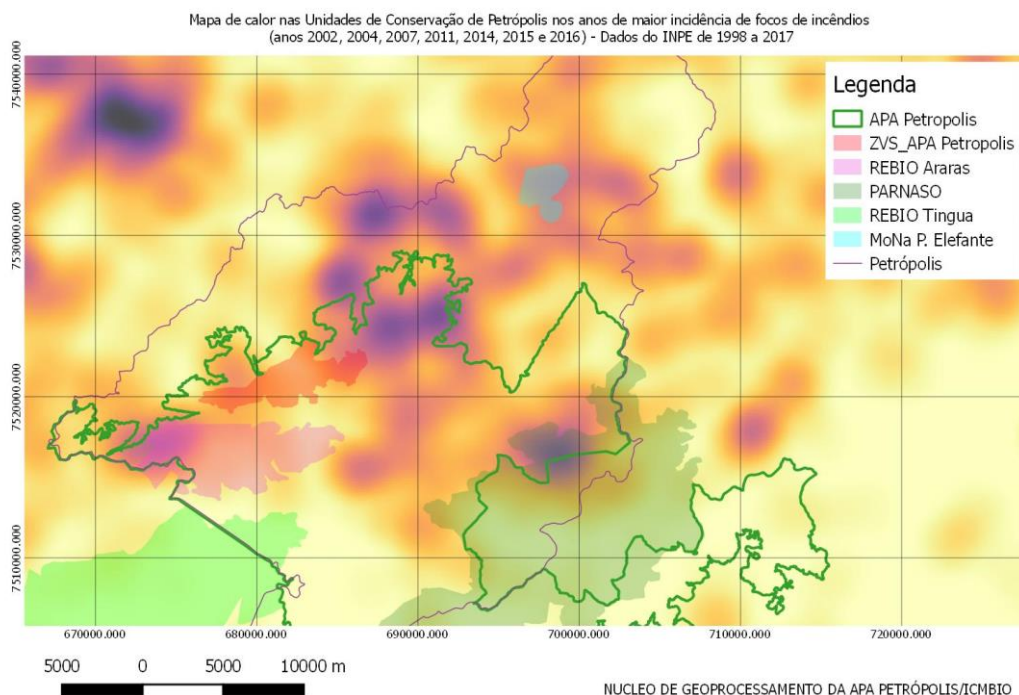 Mapa de calor nas Unidades de Conservação de Petrópolis nos anos de maior incidência de focos de incêndios
(anos 2002, 2004, 2007, 2011, 2014, 2015 e 2016) - Dados do INPE de 1998 a 2017
Legenda
APA Petropolis
ZVS_APA Petropolis
REBIO Araras
PARNASO
REBIO Tingua
MoNa P. Elefante
Petrópolis
7540000.000
7530000.000
7520000.000
7510000.000
670000.000 680000.000 690000.000 700000.000 710000.000 720000.000
5000 0 5000 10000 m
NUCLEO DE GEOPROCESSAMENTO DA APA PETRÓPOLIS/ICMBIO